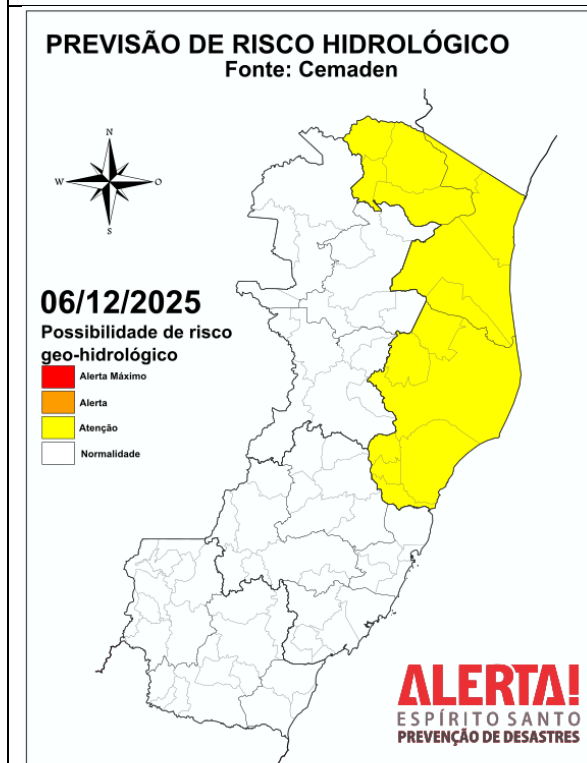 PREVISÃO DE RISCO HIDROLÓGICO
Fonte: Cemaden
N
W
O
S
06/12/2025
Possibilidade de risco
geo-hidrológico
Alerta Máximo
Alerta
Atenção
Normalidade
ALERTA!
ESPÍRITO SANTO
PREVENÇÃO DE DESASTRES